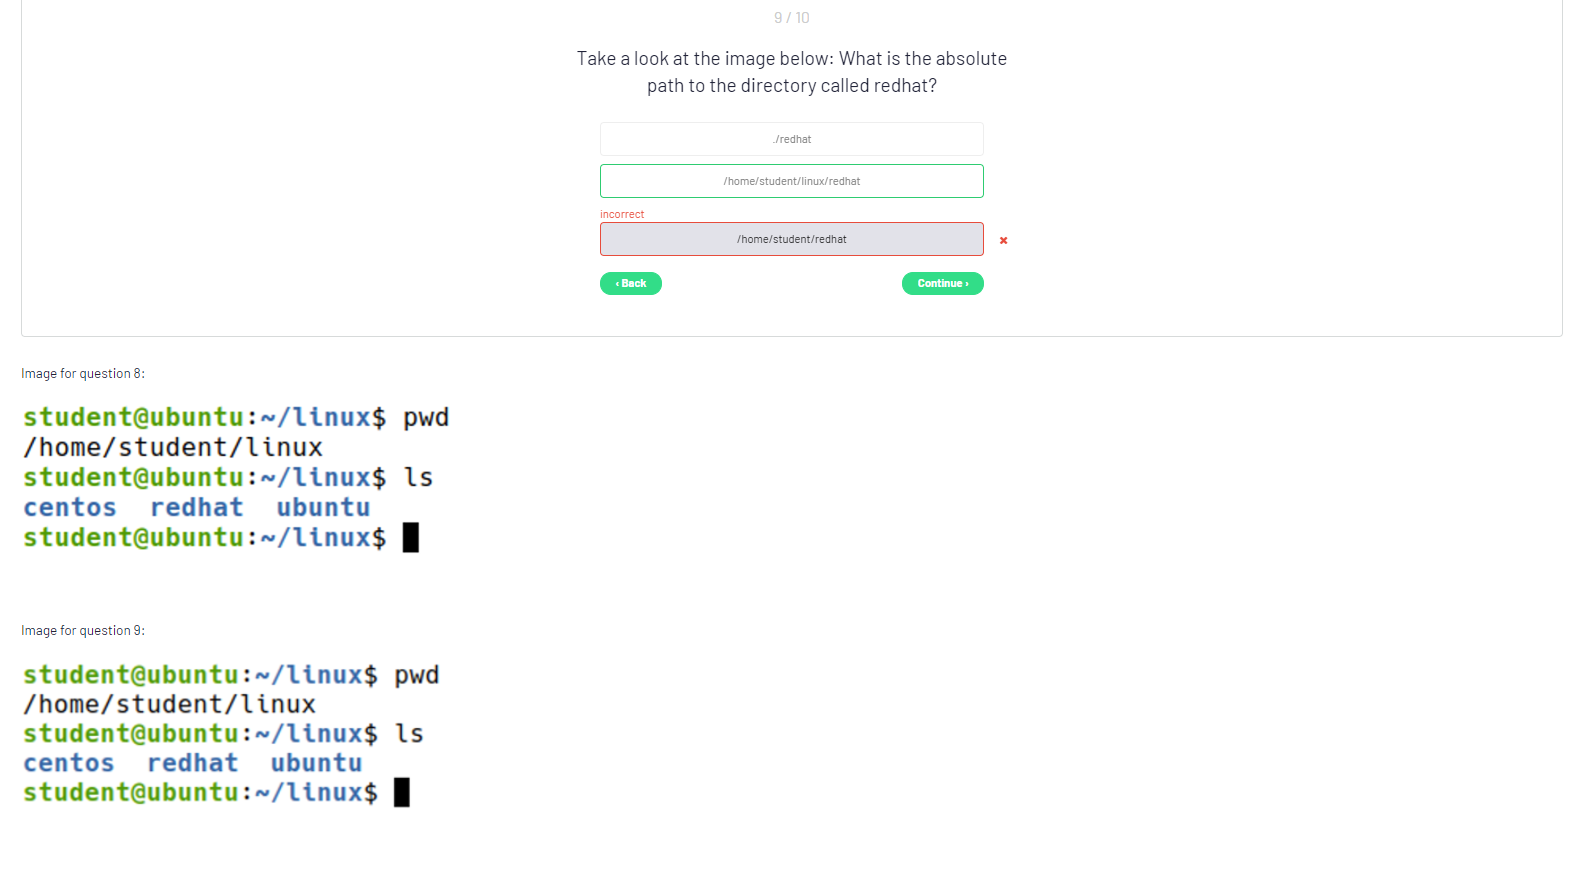 9 / 10
Take a look at the image below: What is the absolute
path to the directory called redhat?
./redhat
/home/student/linux/redhat
incorrect
/home/student/redhat
‹ Back
Continue ›
Image for question 8:
student@ubuntu:~/linux$ pwd
/home/student/linux
student@ubuntu:~/linux$ ls
centos  redhat  ubuntu
student@ubuntu:~/linux$
Image for question 9:
student@ubuntu:~/linux$ pwd
/home/student/linux
student@ubuntu:~/linux$ ls
centos  redhat  ubuntu
student@ubuntu:~/linux$